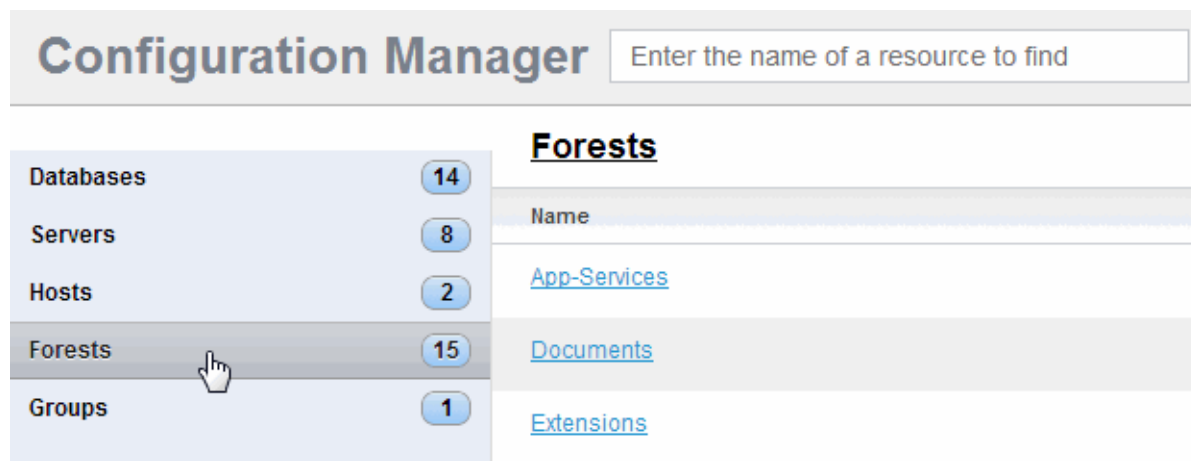 Configuration Manager
Enter the name of a resource to find
Databases 14
Servers 8
Hosts 2
Forests 15
Groups 1
Forests
Name
App-Services
Documents
Extensions